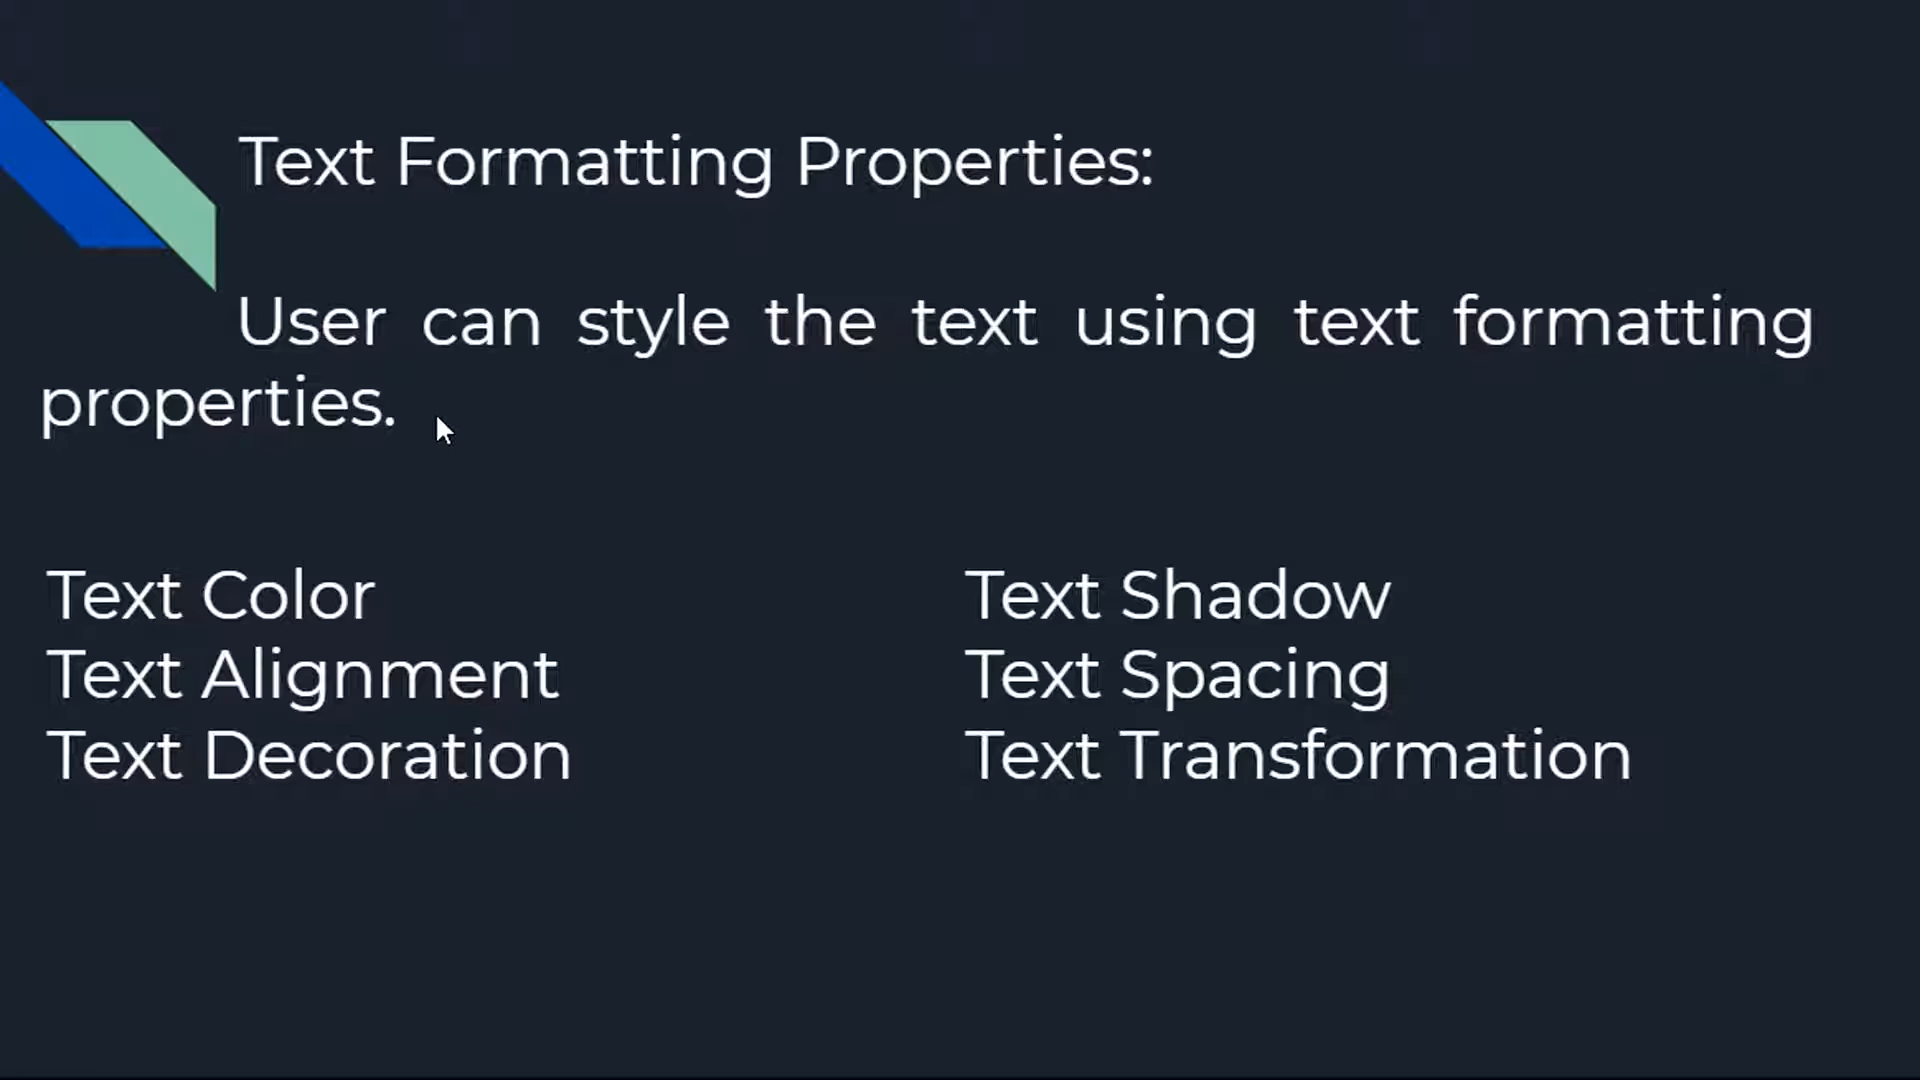 Text Formatting Properties:
User can style the text using text formatting
properties.
Text Color
Text Alignment
Text Decoration
Text Shadow
Text Spacing
Text Transformation